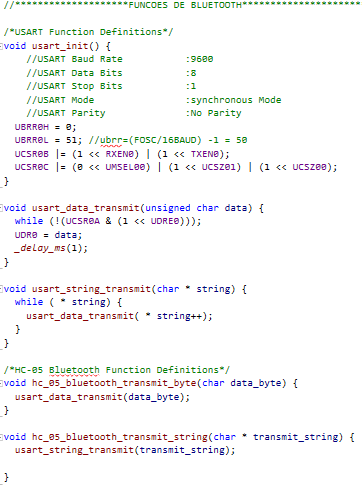 //*********************FUNCOES DE BLUETOOTH*********************
/*USART Function Definitions*/
void usart_init() {
//USART Baud Rate :9600
//USART Data Bits :8
//USART Stop Bits :1
//USART Mode :synchronous Mode
//USART Parity :No Parity
UBRR0H = 0;
UBRR0L = 51; //ubrr=(FOSC/16BAUD) -1 = 50
UCSR0B |= (1 << RXEN0) | (1 << TXEN0);
UCSR0C |= (0 << UMSEL00) | (1 << UCSZ01) | (1 << UCSZ00);
}
void usart_data_transmit(unsigned char data) {
while (!(UCSR0A & (1 << UDRE0)));
UDR0 = data;
_delay_ms(1);
}
void usart_string_transmit(char * string) {
while ( * string) {
usart_data_transmit( * string++);
}
}
/*HC-05 Bluetooth Function Definitions*/
void hc_05_bluetooth_transmit_byte(char data_byte) {
usart_data_transmit(data_byte);
}
void hc_05_bluetooth_transmit_string(char * transmit_string) {
usart_string_transmit(transmit_string);
}